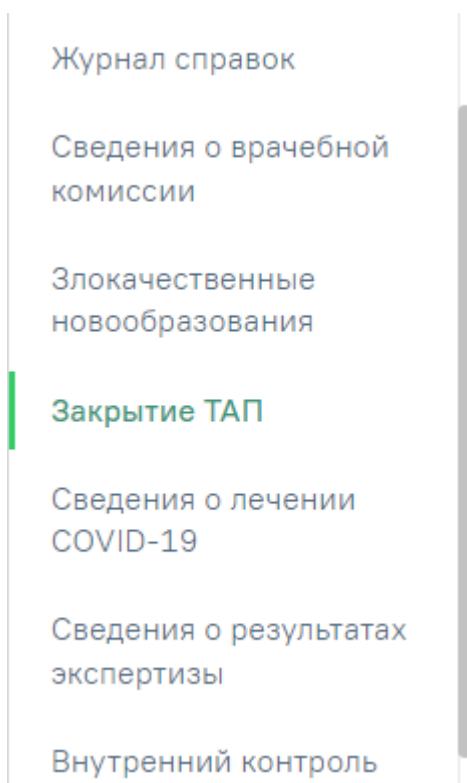 Журнал справок
Сведения о врачебной
комиссии
Злокачественные
новообразования
Закрытие ТАП
Сведения о лечении
COVID-19
Сведения о результатах
экспертизы
Внутренний контроль